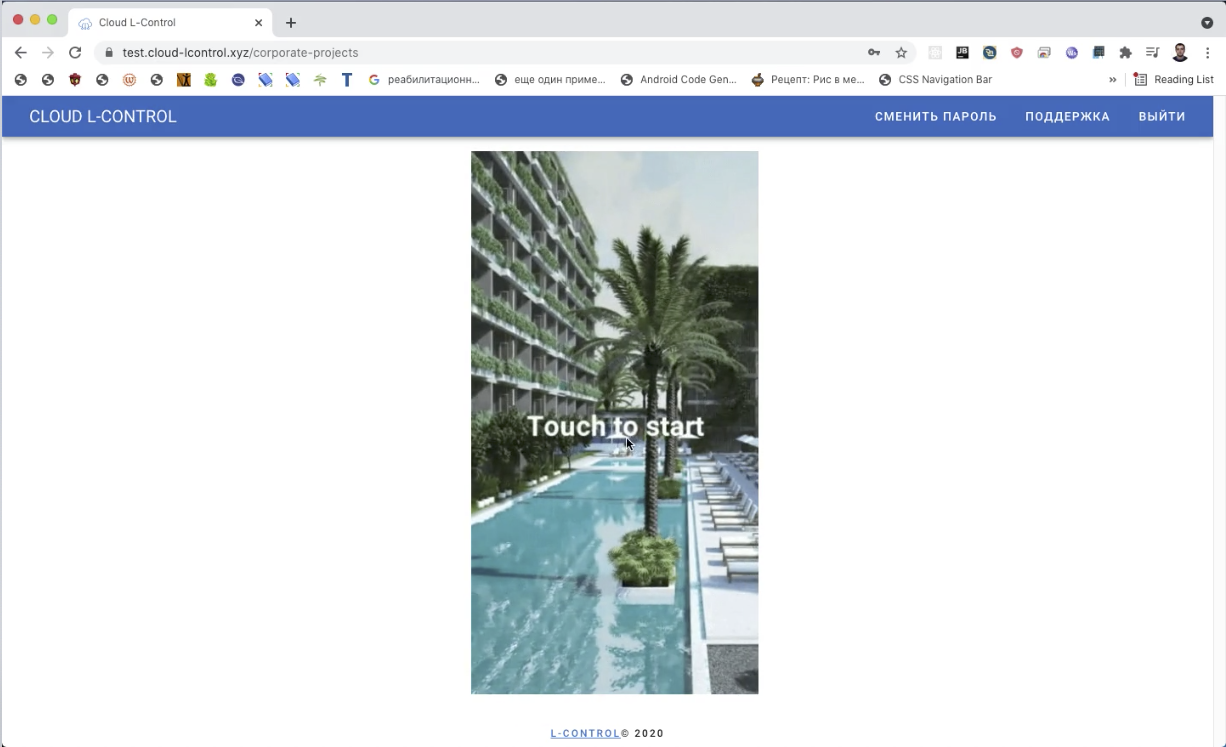 Cloud L-Control
test.cloud-lcontrol.xyz/corporate-projects
реабилитационн...
еще один приме...
Android Code Gen...
Рецепт: Рис в ме...
CSS Navigation Bar
»
Reading List
CLOUD L-CONTROL
СМЕНИТЬ ПАРОЛЬ
ПОДДЕРЖКА
ВЫЙТИ
Touch to start
L-CONTROL© 2020